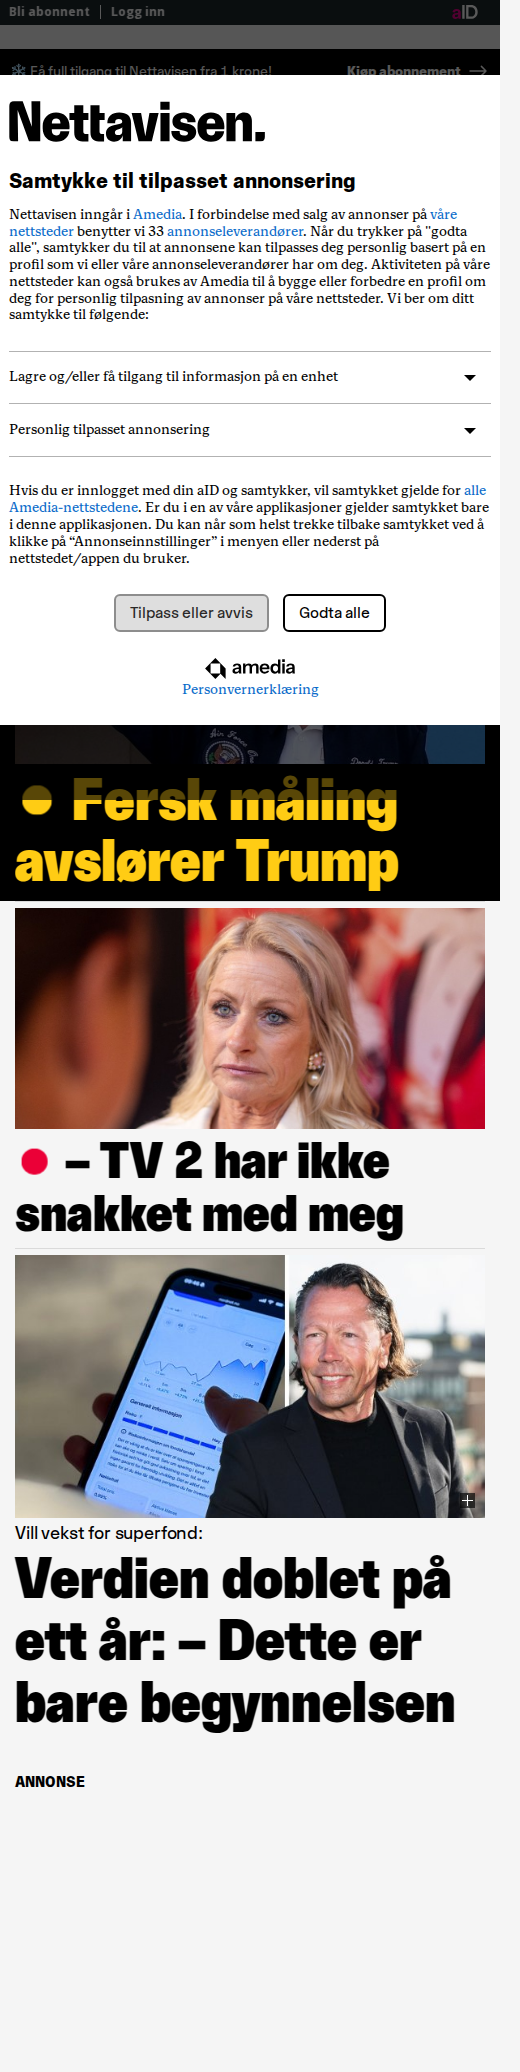 Bli abonnent | Logg inn
aID
Få full tilgang til Nettavisen fra 1 krone!
Kjøp abonnement
Nettavisen.
Samtykke til tilpasset annonsering
Nettavisen inngår i Amedia. I forbindelse med salg av annonser på våre
nettsteder benytter vi 33 annonseleverandører. Når du trykker på "godta
alle", samtykker du til at annonsene kan tilpasses deg personlig basert på en
profil som vi eller våre annonseleverandører har om deg. Aktiviteten på våre
nettsteder kan også brukes av Amedia til å bygge eller forbedre en profil om
deg for personlig tilpasning av annonser på våre nettsteder. Vi ber om ditt
samtykke til følgende:
Lagre og/eller få tilgang til informasjon på en enhet
Personlig tilpasset annonsering
Hvis du er innlogget med din aID og samtykker, vil samtykket gjelde for alle
Amedia-nettstedene. Er du i en av våre applikasjoner gjelder samtykket bare
i denne applikasjonen. Du kan når som helst trekke tilbake samtykket ved å
klikke på “Annonseinnstillinger” i menyen eller nederst på
nettstedet/appen du bruker.
Tilpass eller avvis
Godta alle
amedia
Personvernerklæring
Fersk måling
avslører Trump
– TV 2 har ikke
snakket med meg
Generell informasjon
Vill vekst for superfond:
Verdien doblet på
ett år: – Dette er
bare begynnelsen
ANNONSE